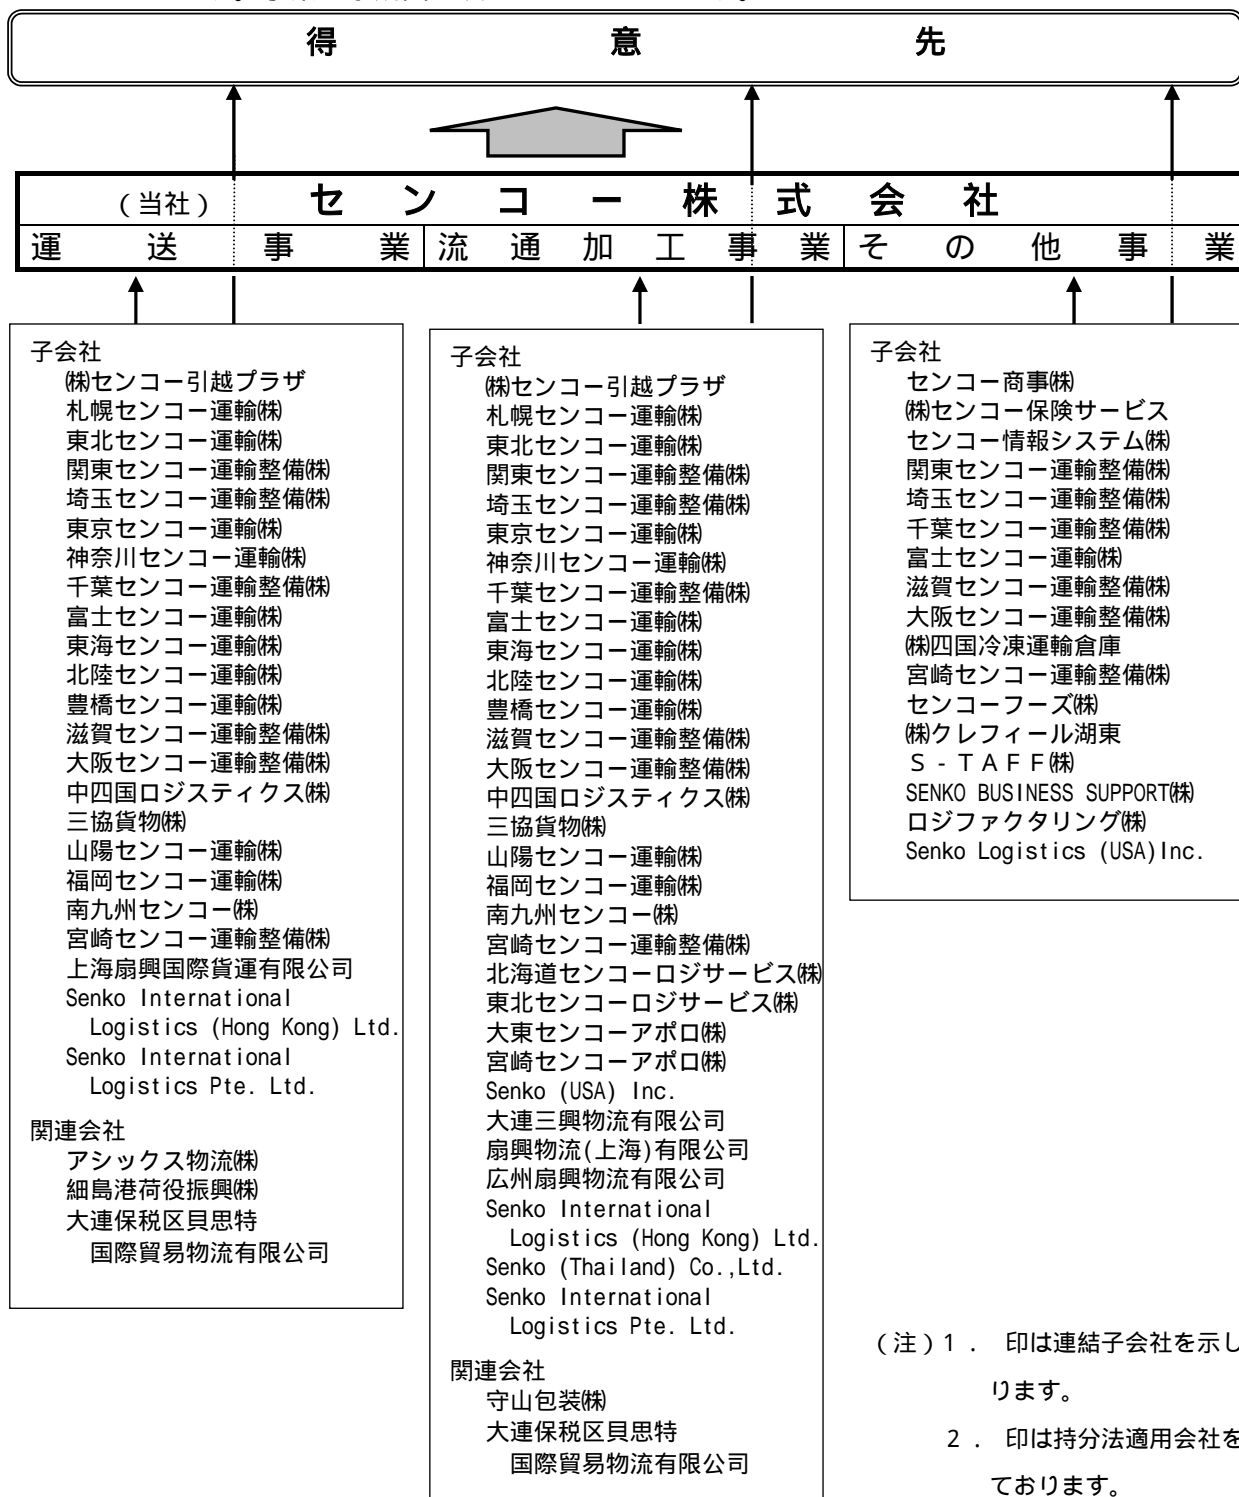 得意先
(当社) センコー株式会社
運送事業 流通加工事業 その他事業
子会社
㈱センコー引越プラザ
札幌センコー運輸㈱
東北センコー運輸㈱
関東センコー運輸整備㈱
埼玉センコー運輸整備㈱
東京センコー運輸㈱
神奈川センコー運輸㈱
千葉センコー運輸整備㈱
富士センコー運輸㈱
東海センコー運輸㈱
北陸センコー運輸㈱
豊橋センコー運輸㈱
滋賀センコー運輸整備㈱
大阪センコー運輸整備㈱
中四国ロジスティクス㈱
三協貨物㈱
山陽センコー運輸㈱
福岡センコー運輸㈱
南九州センコー㈱
宮崎センコー運輸整備㈱
上海扇興国際貨運有限公司
Senko International
Logistics (Hong Kong) Ltd.
Senko International
Logistics Pte. Ltd.
関連会社
アシックス物流㈱
細島港荷役振興㈱
大連保税区貝思特
国際貿易物流有限公司
子会社
㈱センコー引越プラザ
札幌センコー運輸㈱
東北センコー運輸㈱
関東センコー運輸整備㈱
埼玉センコー運輸整備㈱
東京センコー運輸㈱
神奈川センコー運輸㈱
千葉センコー運輸整備㈱
富士センコー運輸㈱
東海センコー運輸㈱
北陸センコー運輸㈱
豊橋センコー運輸㈱
滋賀センコー運輸整備㈱
大阪センコー運輸整備㈱
中四国ロジスティクス㈱
三協貨物㈱
山陽センコー運輸㈱
福岡センコー運輸㈱
南九州センコー㈱
宮崎センコー運輸整備㈱
北海道センコーロジサービス㈱
東北センコーロジサービス㈱
大東センコーアポロ㈱
宮崎センコーアポロ㈱
Senko (USA) Inc.
大連三興物流有限公司
扇興物流(上海)有限公司
広州扇興物流有限公司
Senko International
Logistics (Hong Kong) Ltd.
Senko (Thailand) Co.,Ltd.
Senko International
Logistics Pte. Ltd.
関連会社
守山包装㈱
大連保税区貝思特
国際貿易物流有限公司
子会社
センコー商事㈱
㈱センコー保険サービス
センコー情報システム㈱
関東センコー運輸整備㈱
埼玉センコー運輸整備㈱
千葉センコー運輸整備㈱
富士センコー運輸㈱
滋賀センコー運輸整備㈱
大阪センコー運輸整備㈱
㈱四国冷凍運輸倉庫
宮崎センコー運輸整備㈱
センコーフーズ㈱
㈱クレフィール湖東
Ｓ-ＴＡＦＦ㈱
SENKO BUSINESS SUPPORT㈱
ロジファクタリング㈱
Senko Logistics (USA)Inc.
(注)１． 印は連結子会社を示し
ります。
２． 印は持分法適用会社を
ております。